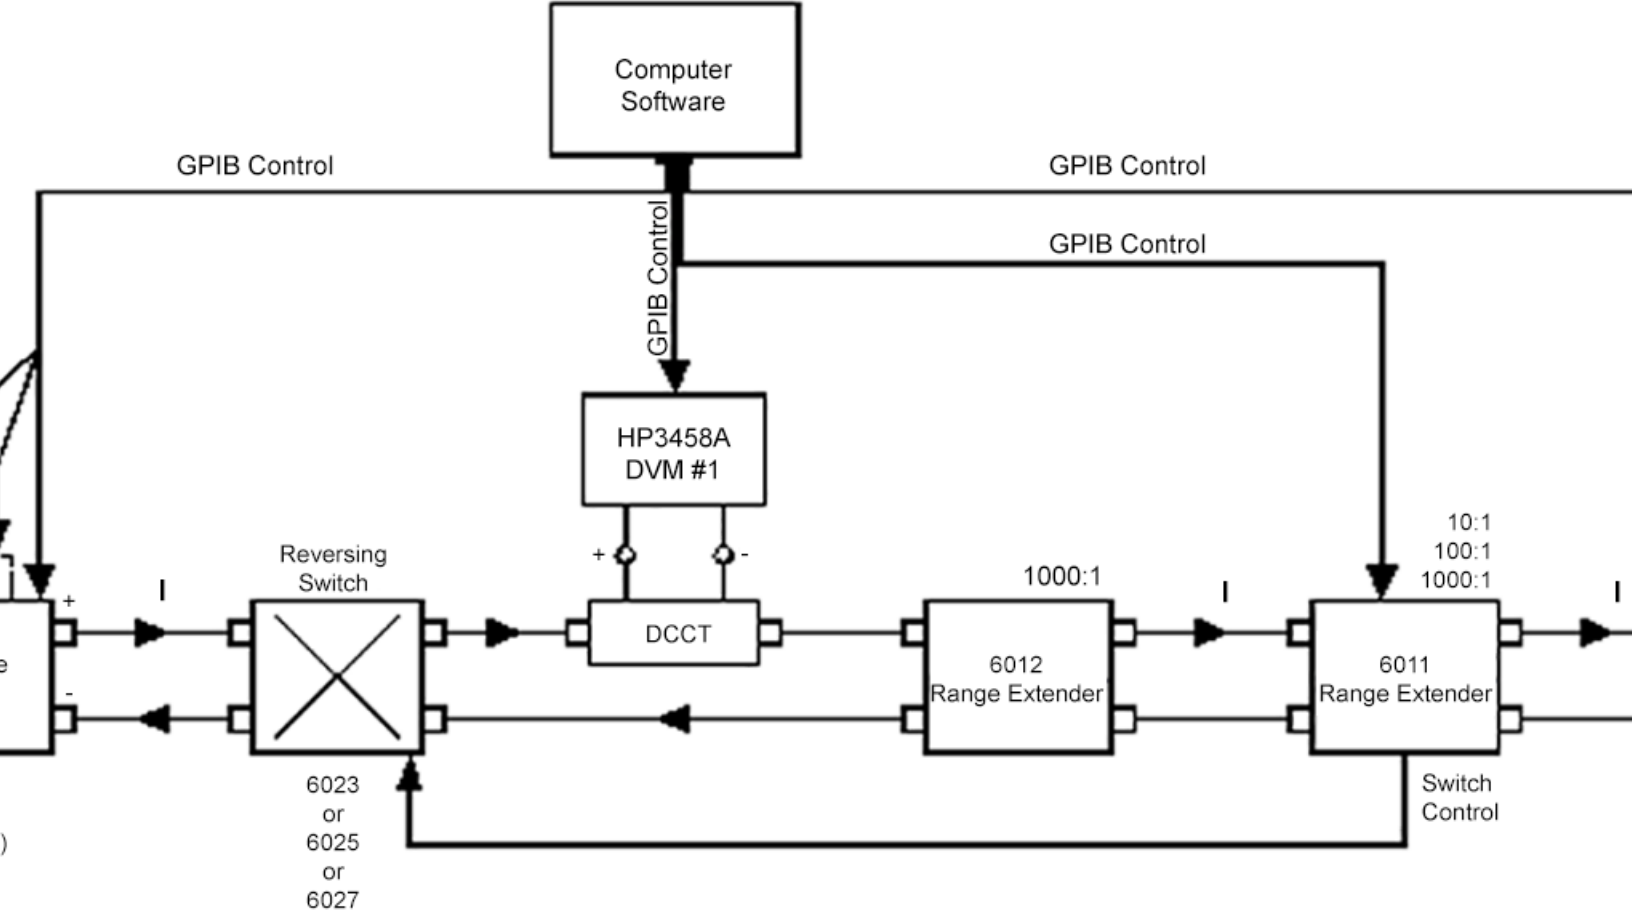 Computer
Software
GPIB Control
GPIB Control
GPIB Control
GPIB Control
HP3458A
DVM #1
10:1
100:1
1000:1
Reversing
Switch
+
-
1000:1
I
I
I
+
-
DCCT
e
6012
Range Extender
6011
Range Extender
6023
or
6025
or
6027
Switch
Control
)